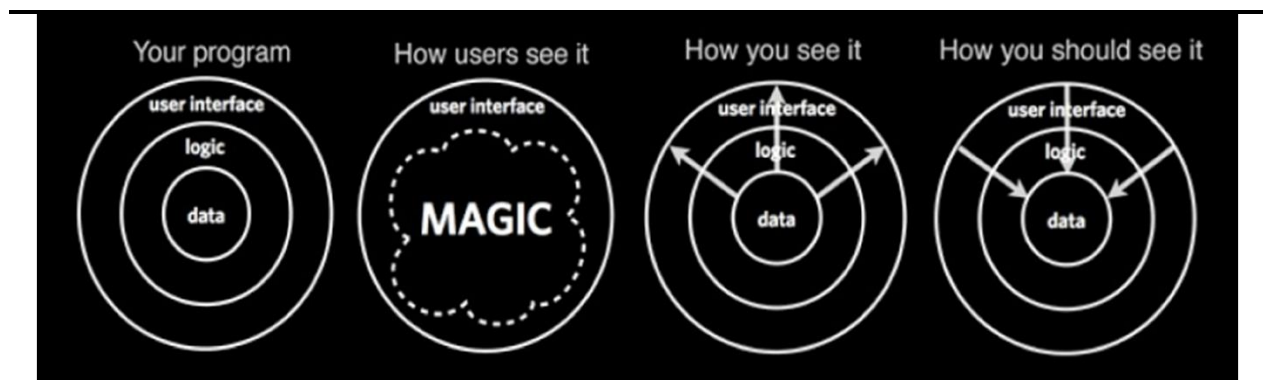 Your program
user interface
logic
data
How users see it
user interface
MAGIC
How you see it
user interface
logic
data
How you should see it
user interface
logic
data